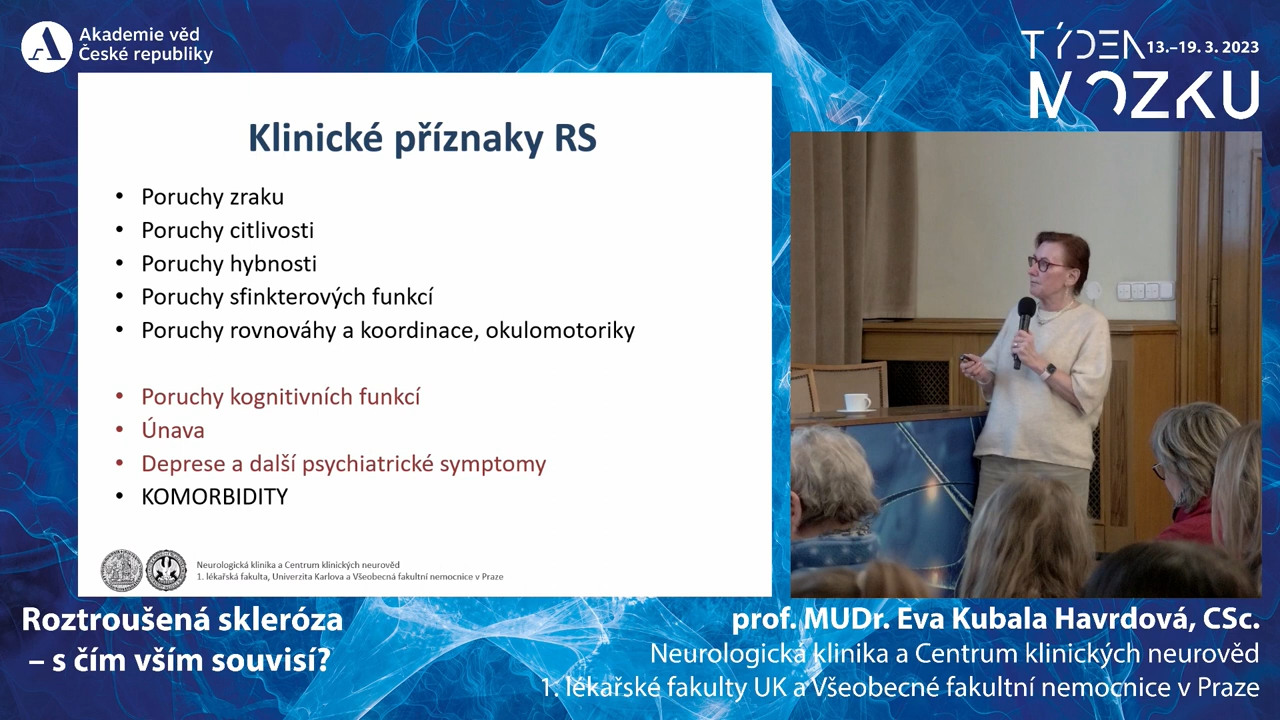 Akademie věd
České republiky
TÝDEN 13.–19. 3. 2023
MOZKU
Klinické příznaky RS
• Poruchy zraku
• Poruchy citlivosti
• Poruchy hybnosti
• Poruchy sfinkterových funkcí
• Poruchy rovnováhy a koordinace, okulomotoriky
• Poruchy kognitivních funkcí
• Únava
• Deprese a další psychiatrické symptomy
• KOMORBIDITY
Neurologická klinika a Centrum klinických neurověd
1. lékařská fakulta, Univerzita Karlova a Všeobecná fakultní nemocnice v Praze
Roztroušená skleróza
– s čím vším souvisí?
prof. MUDr. Eva Kubala Havrdová, CSc.
Neurologická klinika a Centrum klinických neurověd
1. lékařské fakulty UK a Všeobecné fakultní nemocnice v Praze